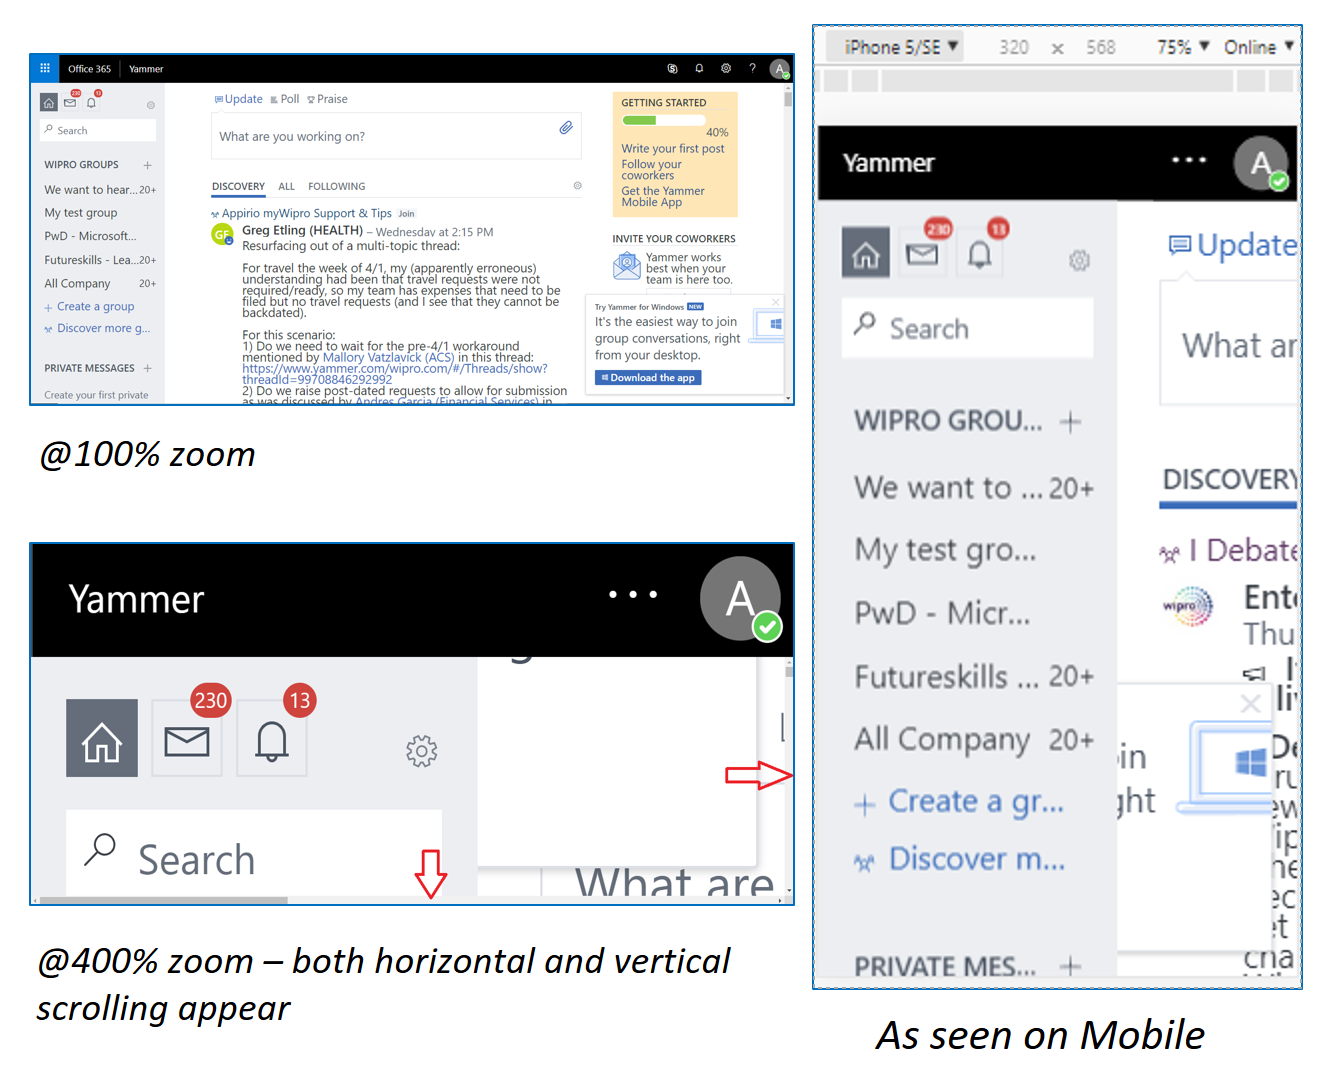 Office 365
Yammer
?
A
230
13
Search
WIPRO GROUPS +
We want to hear... 20+
My test group
PwD - Microsoft...
Futureskills - Lea... 20+
All Company 20+
+ Create a group
Discover more g...
PRIVATE MESSAGES +
Create your first private
Update Poll Praise
What are you working on?
DISCOVERY ALL FOLLOWING
Appirio myWipro Support & Tips Join
GE
Greg Etling (HEALTH) – Wednesday at 2:15 PM
Resurfacing out of a multi-topic thread:
For travel the week of 4/1, my (apparently erroneous)
understanding had been that travel requests were not
required/ready, so my team has expenses that need to be
filed but no travel requests (and I see that they cannot be
backdated).
For this scenario:
1) Do we need to wait for the pre-4/1 workaround
mentioned by Mallory Vatzlavick (ACS) in this thread:
https://www.yammer.com/wipro.com/#/Threads/show?
threadId=99708846292992
2) Do we raise post-dated requests to allow for submission
as was discussed by Andres Garcia (Financial Services) in
GETTING STARTED
40%
Write your first post
Follow your
coworkers
Get the Yammer
Mobile App
INVITE YOUR COWORKERS
Yammer works
best when your
team is here too.
Try Yammer for Windows NEW
It's the easiest way to join
group conversations, right
from your desktop.
Download the app
@100% zoom
Yammer ...
A
230
13
Search
What are
@400% zoom – both horizontal and vertical
scrolling appear
iPhone 5/SE ▼ 320 x 568 75% ▼ Online ▼
Yammer ...
A
230
13
Search
WIPRO GROU... +
We want to ... 20+
My test gro...
PwD - Micr...
Futureskills ... 20+
All Company 20+
+ Create a gr...
Discover m...
PRIVATE MES... +
Update
What ar
DISCOVERY
I Debate
wipro
Ente
Thu
in
ght
As seen on Mobile